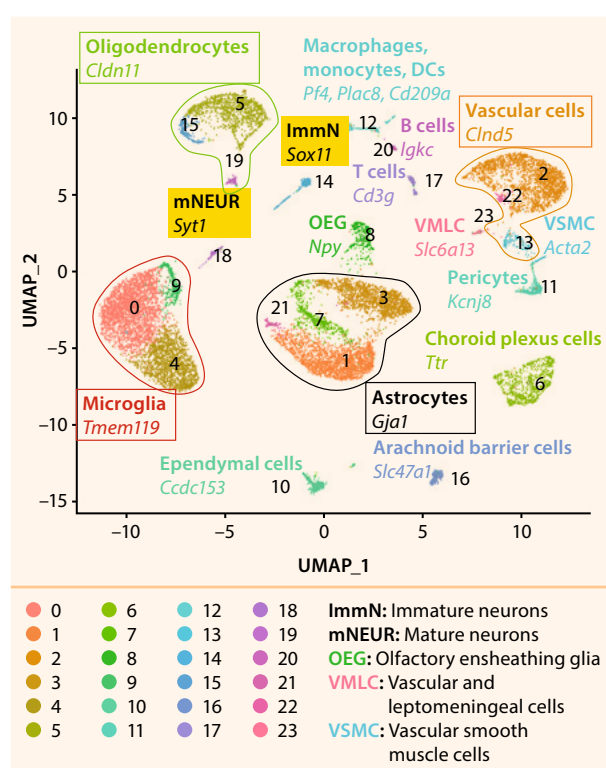 Oligodendrocytes
Cldn11
Macrophages,
monocytes, DCs
Pf4, Plac8, Cd209a
Vascular cells
Clnd5
ImmN
Sox11
B cells
Igkc
T cells
Cd3g
mNEUR
Syt1
OEG
Npy
VMLC
Slc6a13
VSMC
Acta2
Pericytes
Kcnj8
Choroid plexus cells
Ttr
Microglia
Tmem119
Astrocytes
Gja1
Arachnoid barrier cells
Slc47a1
Ependymal cells
Ccdc153
5
15
19
12
20
14
17
2
22
23
13
11
18
8
9
0
4
21
3
7
1
6
10
16
UMAP_2
10
5
0
−5
−10
−15
−10
−5
0
5
10
UMAP_1
0 6 12 18 ImmN: Immature neurons
1 7 13 19 mNEUR: Mature neurons
2 8 14 20 OEG: Olfactory ensheathing glia
3 9 15 21 VMLC: Vascular and
4 10 16 22 leptomeningeal cells
5 11 17 23 VSMC: Vascular smooth
muscle cells